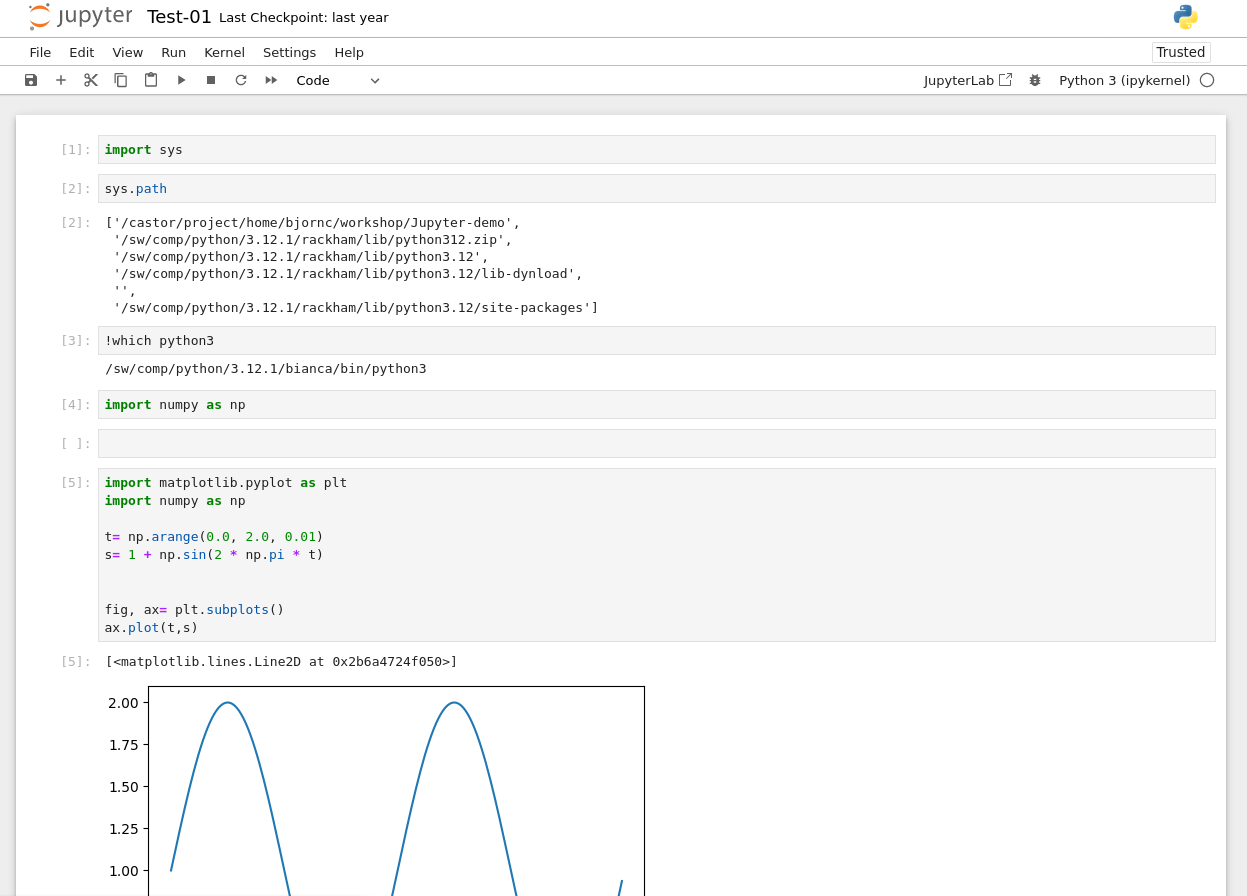 jupyter Test-01 Last Checkpoint: last year
File Edit View Run Kernel Settings Help Trusted
Code JupyterLab Python 3 (ipykernel)
[1]: import sys
[2]: sys.path
[2]: ['/castor/project/home/bjornc/workshop/Jupyter-demo',
'/sw/comp/python/3.12.1/rackham/lib/python312.zip',
'/sw/comp/python/3.12.1/rackham/lib/python3.12',
'/sw/comp/python/3.12.1/rackham/lib/python3.12/lib-dynload',
'',
'/sw/comp/python/3.12.1/rackham/lib/python3.12/site-packages']
[3]: !which python3
/sw/comp/python/3.12.1/bianca/bin/python3
[4]: import numpy as np
[ ]:
[5]: import matplotlib.pyplot as plt
import numpy as np
t= np.arange(0.0, 2.0, 0.01)
s= 1 + np.sin(2 * np.pi * t)
fig, ax= plt.subplots()
ax.plot(t,s)
[5]: [<matplotlib.lines.Line2D at 0x2b6a4724f050>]
2.00
1.75
1.50
1.25
1.00